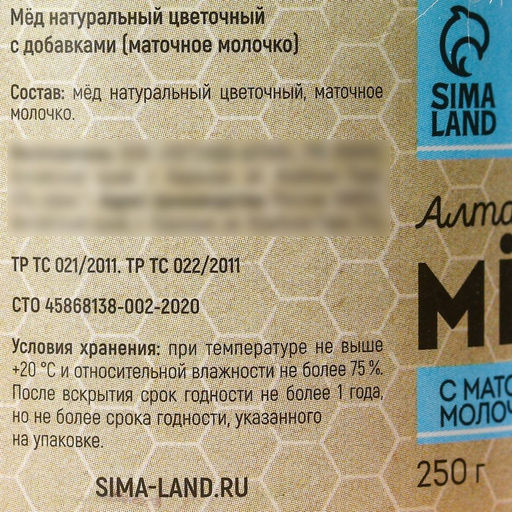 Мёд натуральный цветочный
с добавками (маточное молочко)
Состав: мёд натуральный цветочный, маточное
молочко.
ТР ТС 021/2011. ТР ТС 022/2011
СТО 45868138-002-2020
Условия хранения: при температуре не выше
+20 °С и относительной влажности не более 75 %.
После вскрытия срок годности не более 1 года,
но не более срока годности, указанного
на упаковке.
SIMA-LAND.RU
SIMA
LAND
250 г